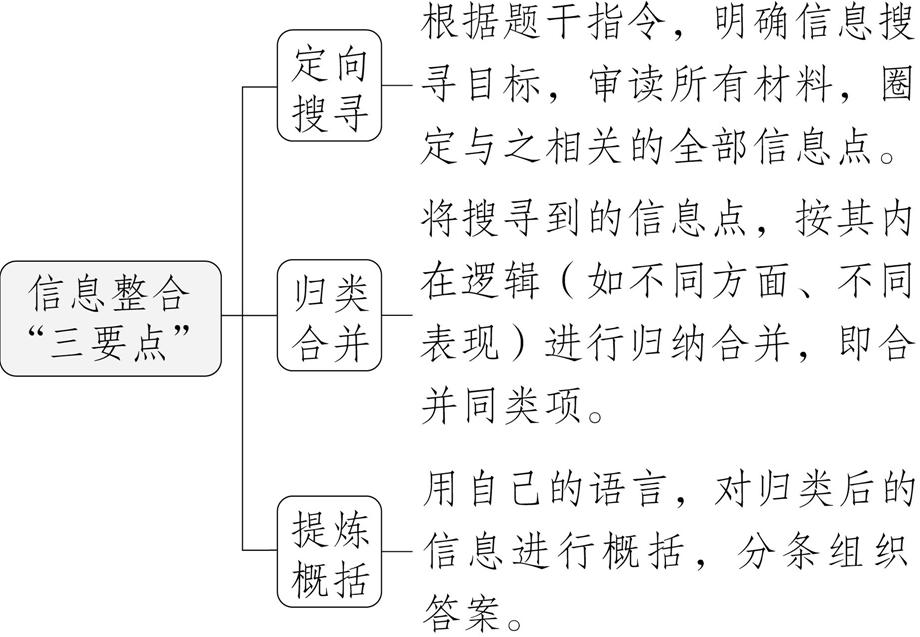 信息整合
“三要点”
定向
搜寻
根据题干指令，明确信息搜
寻目标，审读所有材料，圈
定与之相关的全部信息点。
归类
合并
将搜寻到的信息点，按其内
在逻辑（如不同方面、不同
表现）进行归纳合并，即合
并同类项。
提炼
概括
用自己的语言，对归类后的
信息进行概括，分条组织
答案。